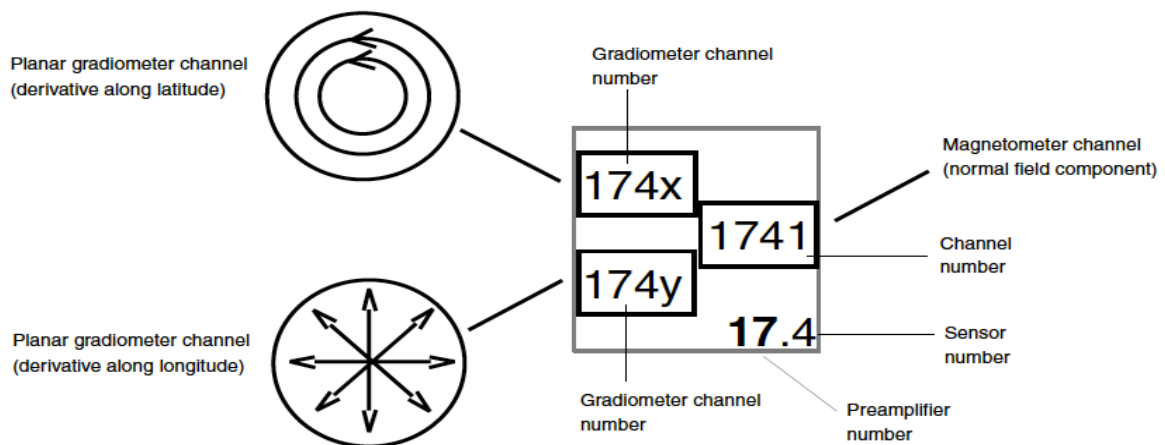 Planar gradiometer channel
(derivative along latitude)
Gradiometer channel
number
Magnetometer channel
(normal field component)
174x
1741
174y
17.4
Channel
number
Sensor
number
Planar gradiometer channel
(derivative along longitude)
Gradiometer channel
number
Preamplifier
number